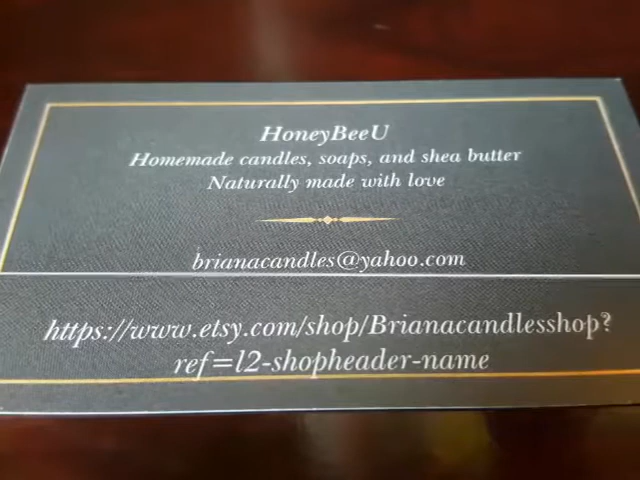 HoneyBeeU
Homemade candles, soaps, and shea butter
Naturally made with love
brianacandles@yahoo.com
https://www.etsy.com/shop/Brianacandlesshop?
ref=l2-shopheader-name